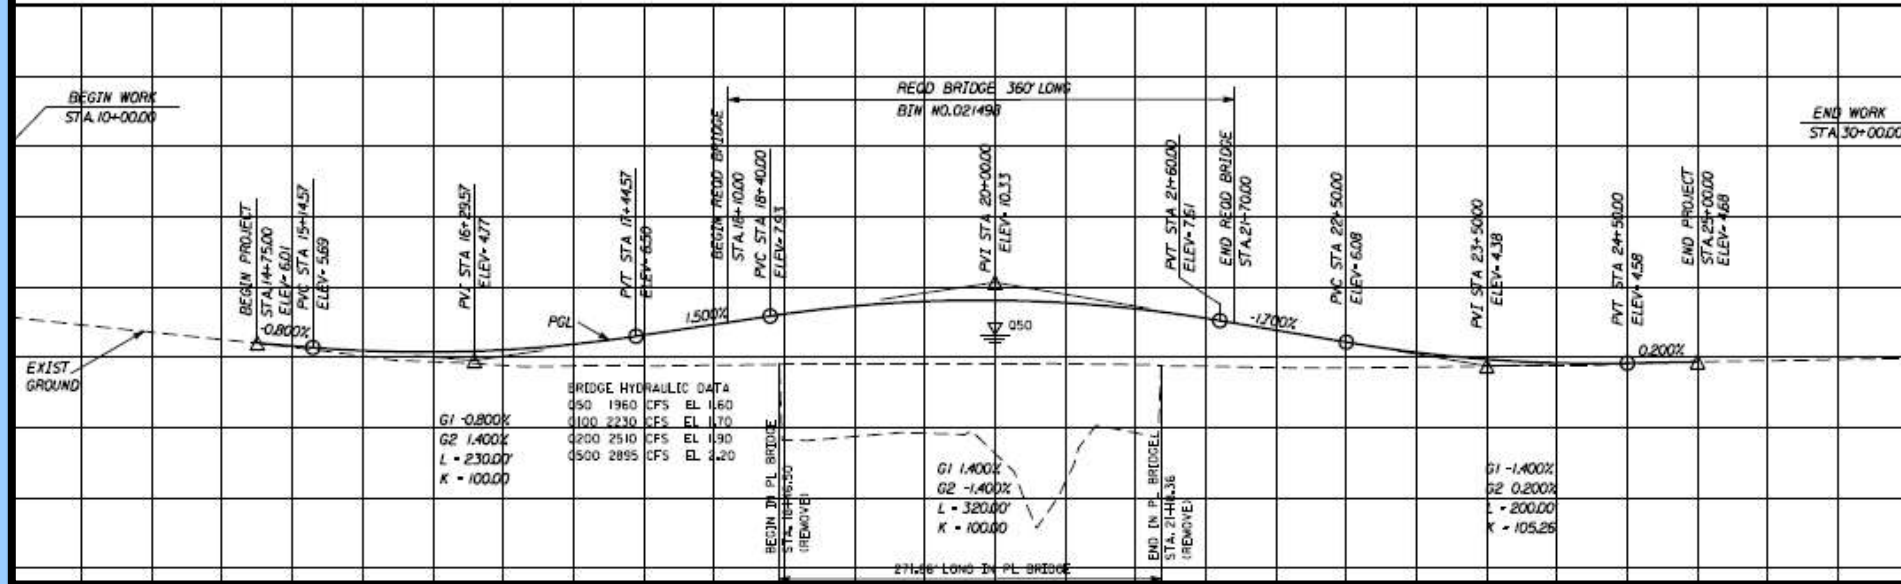 BEGIN WORK
STA.10+00.00
REQD BRIDGE 360' LONG
BIN NO.021498
END WORK
STA.30+00.00
BEGIN PROJECT
STA.14+75.00
ELEV= 6.01
PVC STA 15+14.57
ELEV= 5.69
PVI STA 16+29.57
ELEV= 4.77
PVT STA 17+44.57
ELEV= 6.50
BEGIN REQD BRIDGE
STA.18+10.00
PVC STA 18+40.00
ELEV= 7.93
PVI STA 20+00.00
ELEV= 10.33
PVT STA 21+60.00
ELEV= 7.61
END REQD BRIDGE
STA.21+70.00
PVC STA 22+50.00
ELEV= 6.08
PVI STA 23+50.00
ELEV= 4.38
PVT STA 24+50.00
ELEV= 4.58
END PROJECT
STA.25+00.00
ELEV= 4.68
-0.800%
PGL
1.500%
Q50
-1.700%
0.200%
EXIST
GROUND
BRIDGE HYDRAULIC DATA
Q50 1960 CFS EL 1.60
Q100 2230 CFS EL 1.70
Q200 2510 CFS EL 1.90
Q500 2895 CFS EL 2.20
G1 -0.800%
G2 1.400%
L = 230.00'
K = 100.00
BEGIN IN PL BRIDGE
(REMOVE)
G1 1.400%
G2 -1.400%
L = 320.00'
K = 100.00
END IN PL BRIDGE
(REMOVE)
G1 -1.400%
G2 0.200%
L = 200.00'
K = 105.26
271.86' LONG IN PL BRIDGE